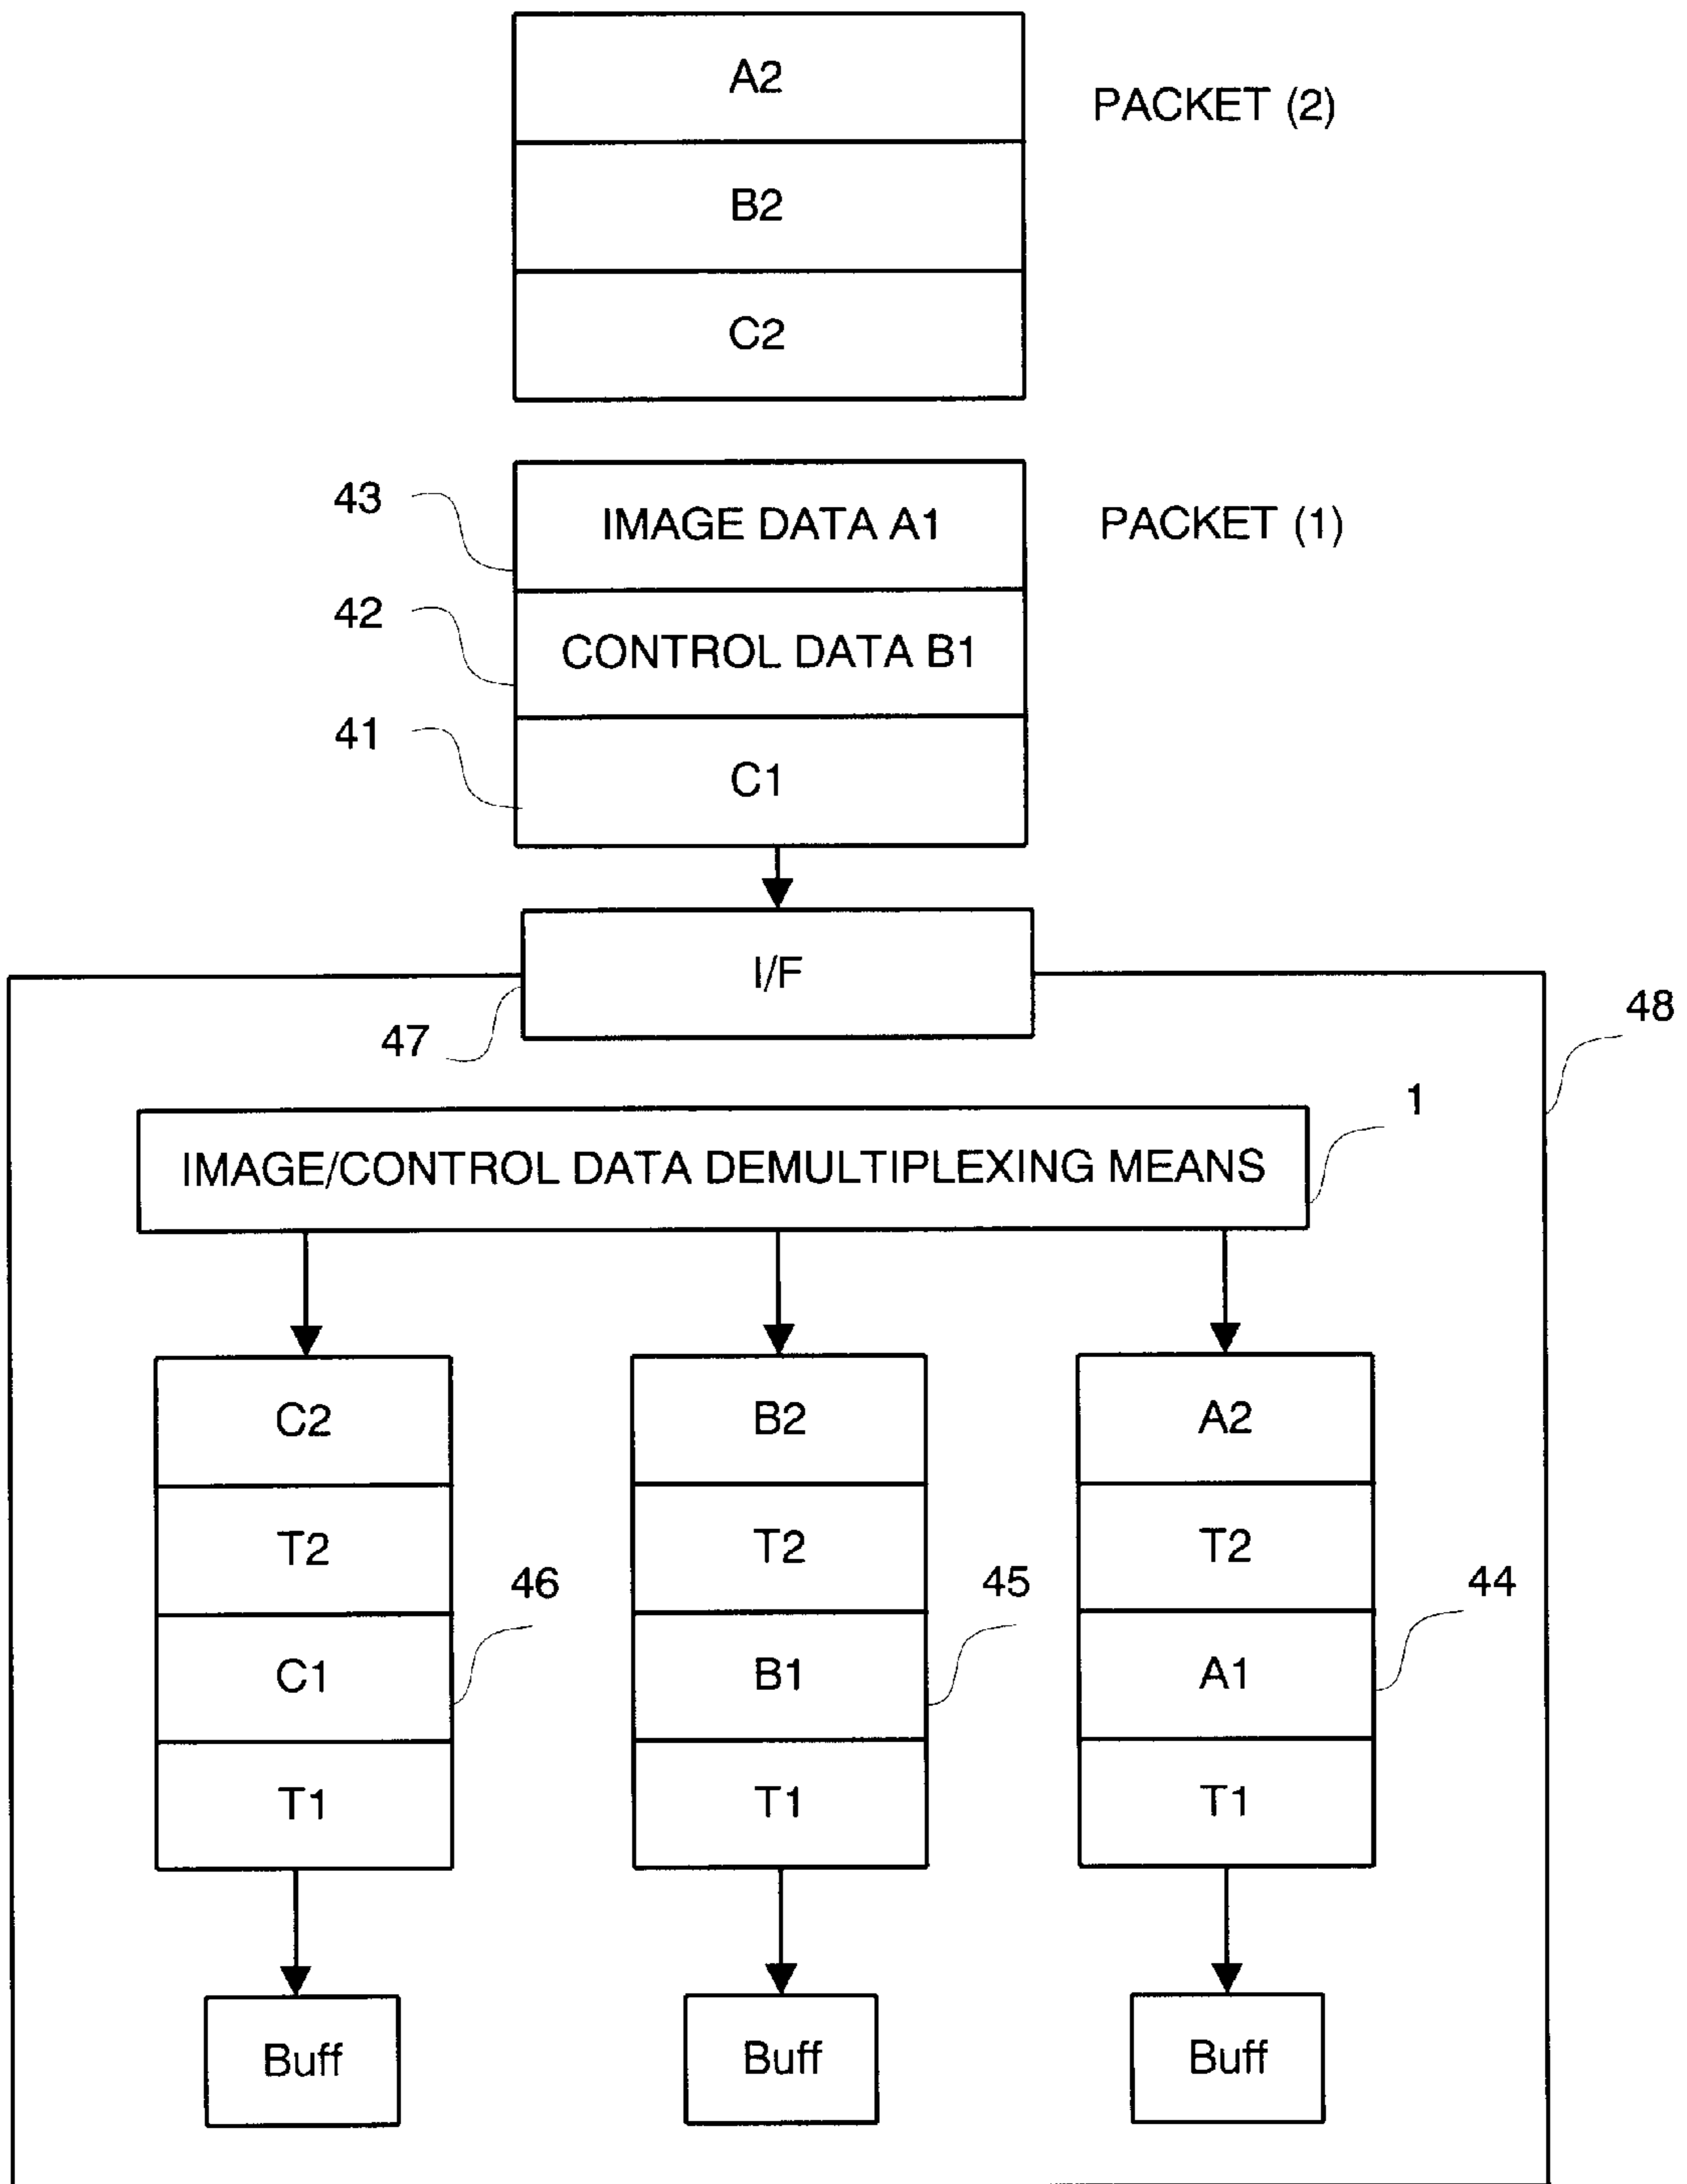 A2
PACKET (2)
B2
C2
43
IMAGE DATA A1
PACKET (1)
42
CONTROL DATA B1
41
C1
I/F
47
48
1
IMAGE/CONTROL DATA DEMULTIPLEXING MEANS
C2
B2
A2
T2
T2
T2
46
45
44
C1
B1
A1
T1
T1
T1
Buff
Buff
Buff